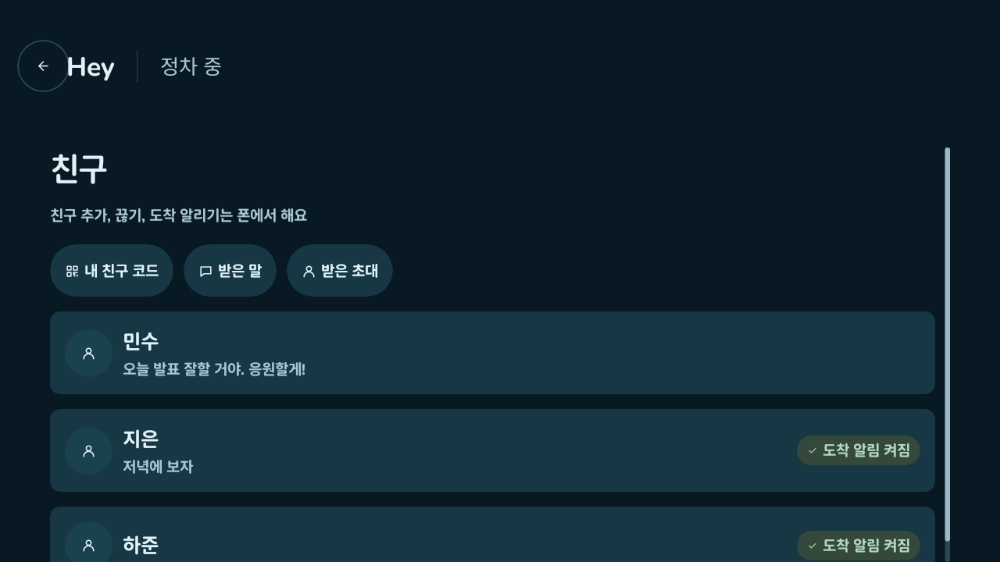 Hey
정차 중
친구
친구 추가, 끊기, 도착 알리기는 폰에서 해요
내 친구 코드
받은 말
받은 초대
민수
오늘 발표 잘할 거야. 응원할게!
지은
저녁에 보자
도착 알림 켜짐
하준
도착 알림 켜짐